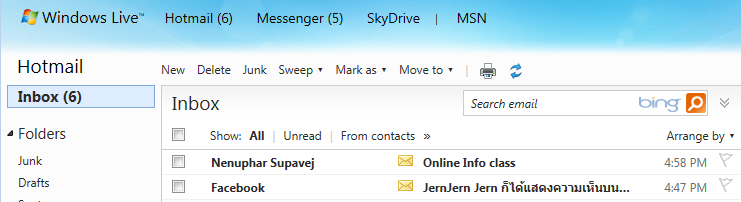 Windows Live™ Hotmail (6) Messenger (5) SkyDrive | MSN
Hotmail
New Delete Junk Sweep Mark as Move to
Inbox (6)
Inbox
Search email bing
Folders
Show: All | Unread | From contacts » Arrange by
Junk
Nenuphar Supavej Online Info class 4:58 PM
Drafts
Facebook JernJern Jern ก็ได้แสดงความเห็นบน... 4:47 PM